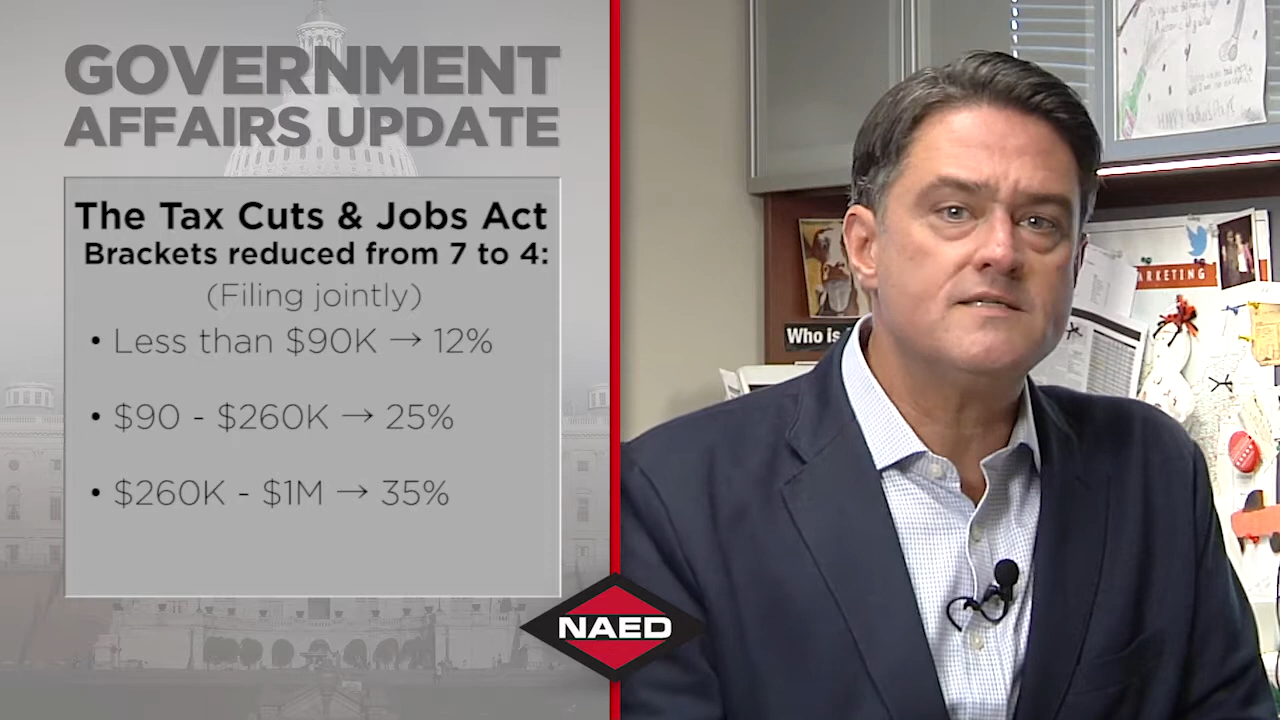 GOVERNMENT
AFFAIRS UPDATE
The Tax Cuts & Jobs Act
Brackets reduced from 7 to 4:
(Filing jointly)
• Less than $90K → 12%
• $90 - $260K → 25%
• $260K - $1M → 35%
NAED
Who is
ARKETING